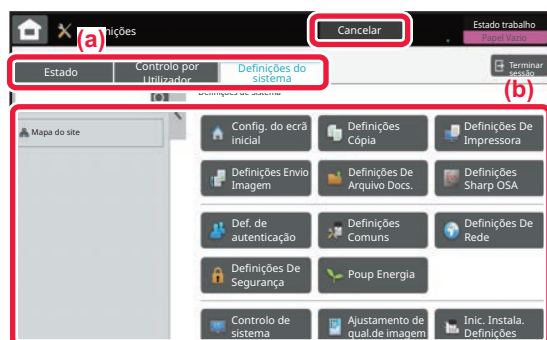 (a)
ições
Cancelar
Estado trabalho
Papel Vazio
Estado
Controlo por
Utilizador
Definições do
sistema
Terminar
sessão
(b)
Definições de sistema
Mapa do site
Config. do ecrã
inicial
Definições
Cópia
Definições De
Impressora
Definições Envio
Imagem
Definições De
Arquivo Docs.
Definições
Sharp OSA
Def. de
autenticação
Definições
Comuns
Definições De
Rede
Definições De
Segurança
Poup Energia
Controlo de
sistema
Ajustamento de
qual.de imagem
Inic. Instala.
Definições